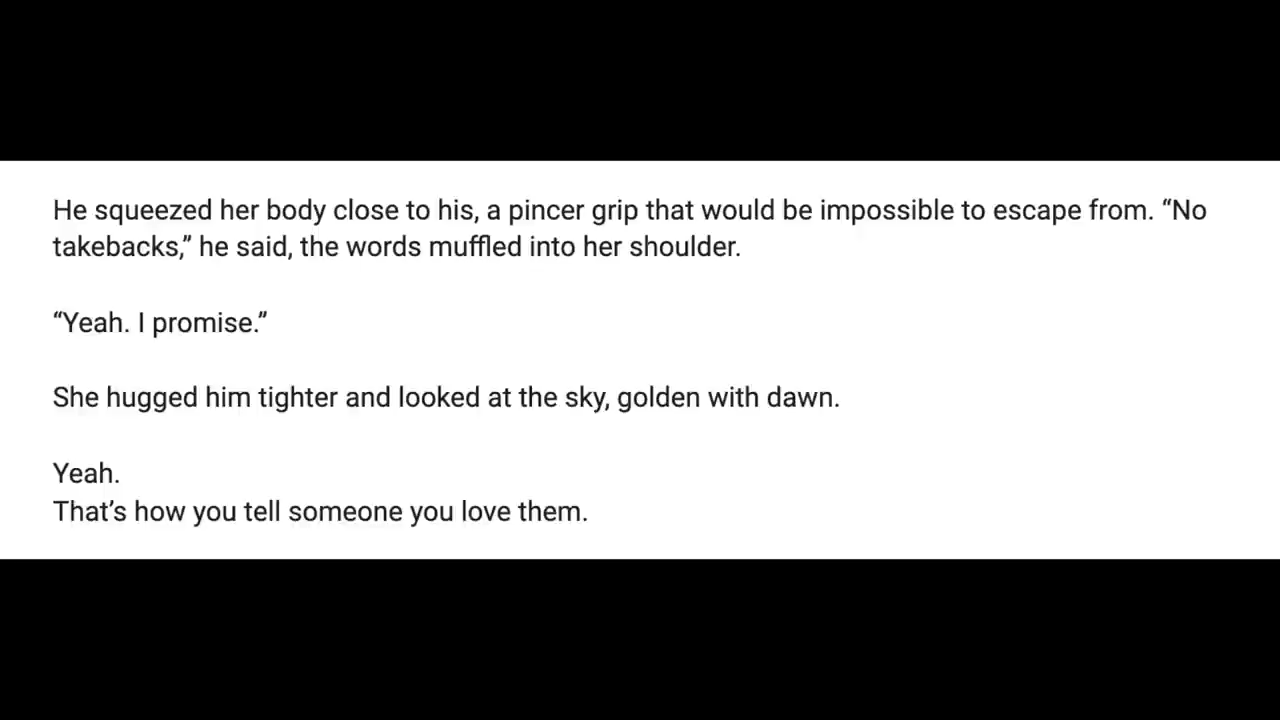 He squeezed her body close to his, a pincer grip that would be impossible to escape from. “No
takebacks,” he said, the words muffled into her shoulder.
“Yeah. I promise.”
She hugged him tighter and looked at the sky, golden with dawn.
Yeah.
That’s how you tell someone you love them.